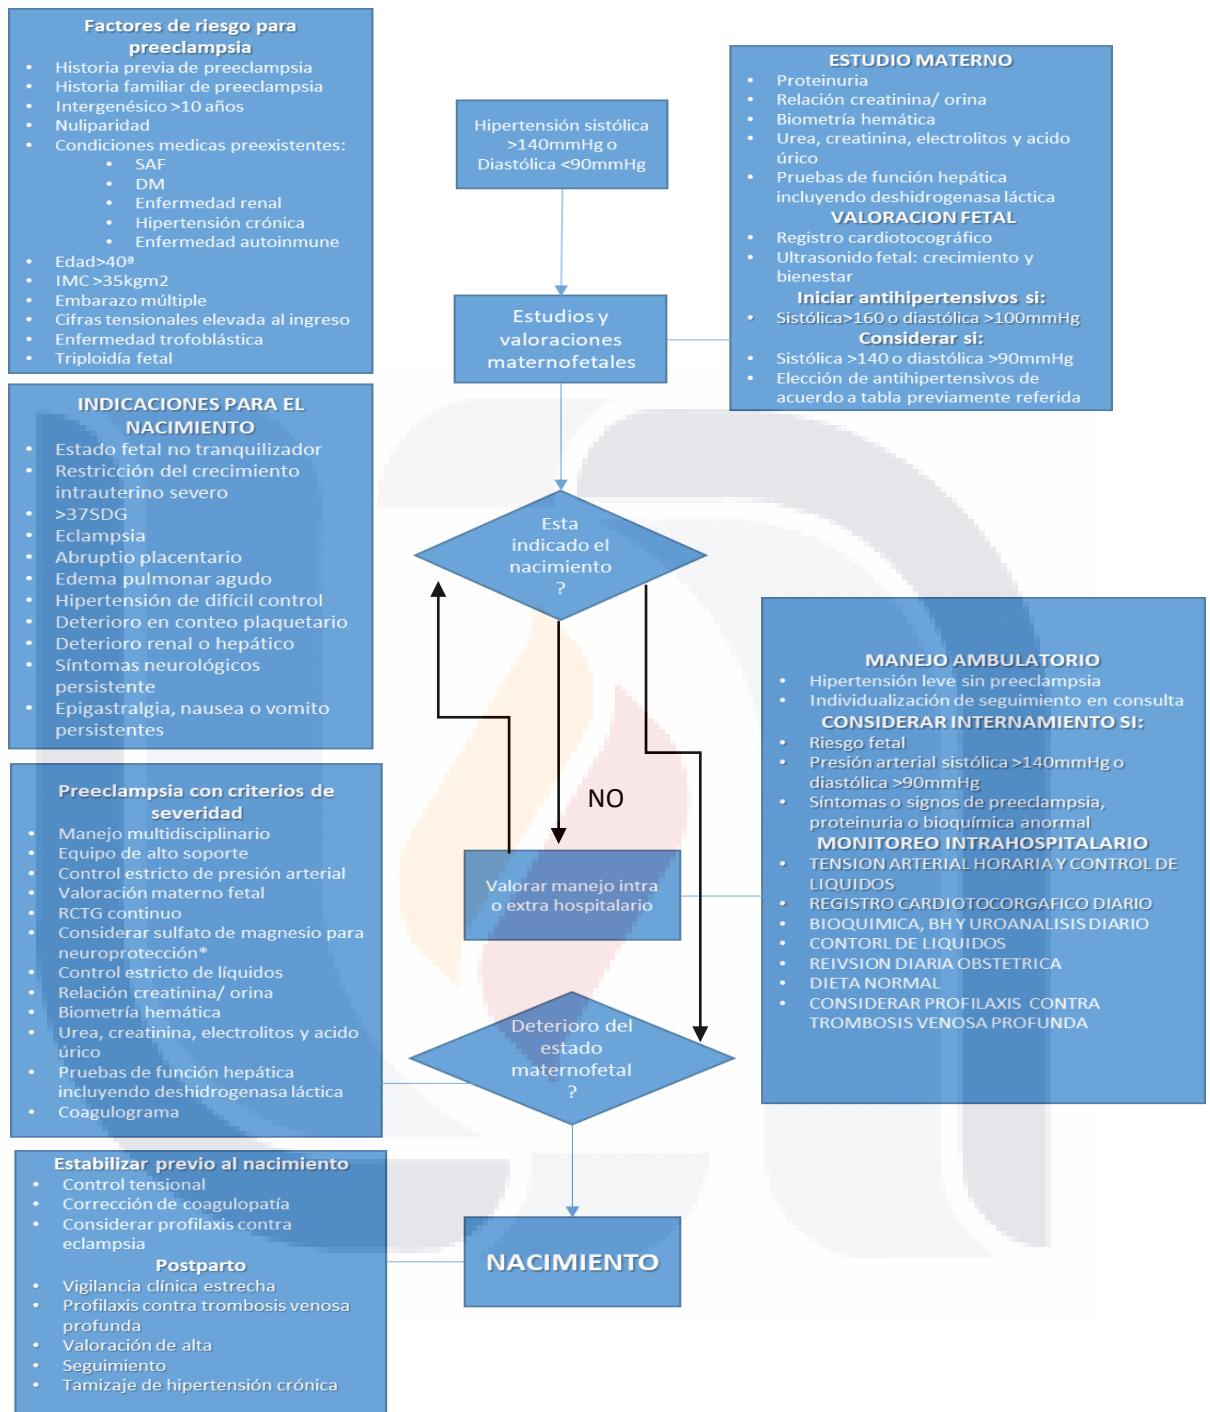 Factores de riesgo para
preeclampsia
• Historia previa de preeclampsia
• Historia familiar de preeclampsia
• Intergenésico >10 años
• Nuliparidad
• Condiciones medicas preexistentes:
• SAF
• DM
• Enfermedad renal
• Hipertensión crónica
• Enfermedad autoinmune
• Edad>40ª
• IMC >35kgm2
• Embarazo múltiple
• Cifras tensionales elevada al ingreso
• Enfermedad trofoblástica
• Triploidía fetal
Hipertensión sistólica
>140mmHg o
Diastólica <90mmHg
ESTUDIO MATERNO
• Proteinuria
• Relación creatinina/ orina
• Biometría hemática
• Urea, creatinina, electrolitos y acido
úrico
• Pruebas de función hepática
incluyendo deshidrogenasa láctica
VALORACION FETAL
• Registro cardiotocográfico
• Ultrasonido fetal: crecimiento y
bienestar
Iniciar antihipertensivos si:
• Sistólica>160 o diastólica >100mmHg
Considerar si:
• Sistólica >140 o diastólica >90mmHg
• Elección de antihipertensivos de
acuerdo a tabla previamente referida
Estudios y
valoraciones
maternofetales
INDICACIONES PARA EL
NACIMIENTO
• Estado fetal no tranquilizador
• Restricción del crecimiento
intrauterino severo
• >37SDG
• Eclampsia
• Abruptio placentario
• Edema pulmonar agudo
• Hipertensión de difícil control
• Deterioro en conteo plaquetario
• Deterioro renal o hepático
• Síntomas neurológicos
persistente
• Epigastralgia, nausea o vomito
persistentes
Esta
indicado el
nacimiento
?
NO
Valorar manejo intra
o extra hospitalario
MANEJO AMBULATORIO
• Hipertensión leve sin preeclampsia
• Individualización de seguimiento en consulta
CONSIDERAR INTERNAMIENTO SI:
• Riesgo fetal
• Presión arterial sistólica >140mmHg o
diastólica >90mmHg
• Síntomas o signos de preeclampsia,
proteinuria o bioquímica anormal
MONITOREO INTRAHOSPITALARIO
• TENSION ARTERIAL HORARIA Y CONTROL DE
LIQUIDOS
• REGISTRO CARDIOTOCORGAFICO DIARIO
• BIOQUIMICA, BH Y UROANALISIS DIARIO
• CONTORL DE LIQUIDOS
• REIVSION DIARIA OBSTETRICA
• DIETA NORMAL
• CONSIDERAR PROFILAXIS CONTRA
TROMBOSIS VENOSA PROFUNDA
Preeclampsia con criterios de
severidad
• Manejo multidisciplinario
• Equipo de alto soporte
• Control estricto de presión arterial
• Valoración materno fetal
• RCTG continuo
• Considerar sulfato de magnesio para
neuroprotección*
• Control estricto de líquidos
• Relación creatinina/ orina
• Biometría hemática
• Urea, creatinina, electrolitos y acido
úrico
• Pruebas de función hepática
incluyendo deshidrogenasa láctica
• Coagulograma
Deterioro del
estado
maternofetal
?
Estabilizar previo al nacimiento
• Control tensional
• Corrección de coagulopatía
• Considerar profilaxis contra
eclampsia
Postparto
• Vigilancia clínica estrecha
• Profilaxis contra trombosis venosa
profunda
• Valoración de alta
• Seguimiento
• Tamizaje de hipertensión crónica
NACIMIENTO